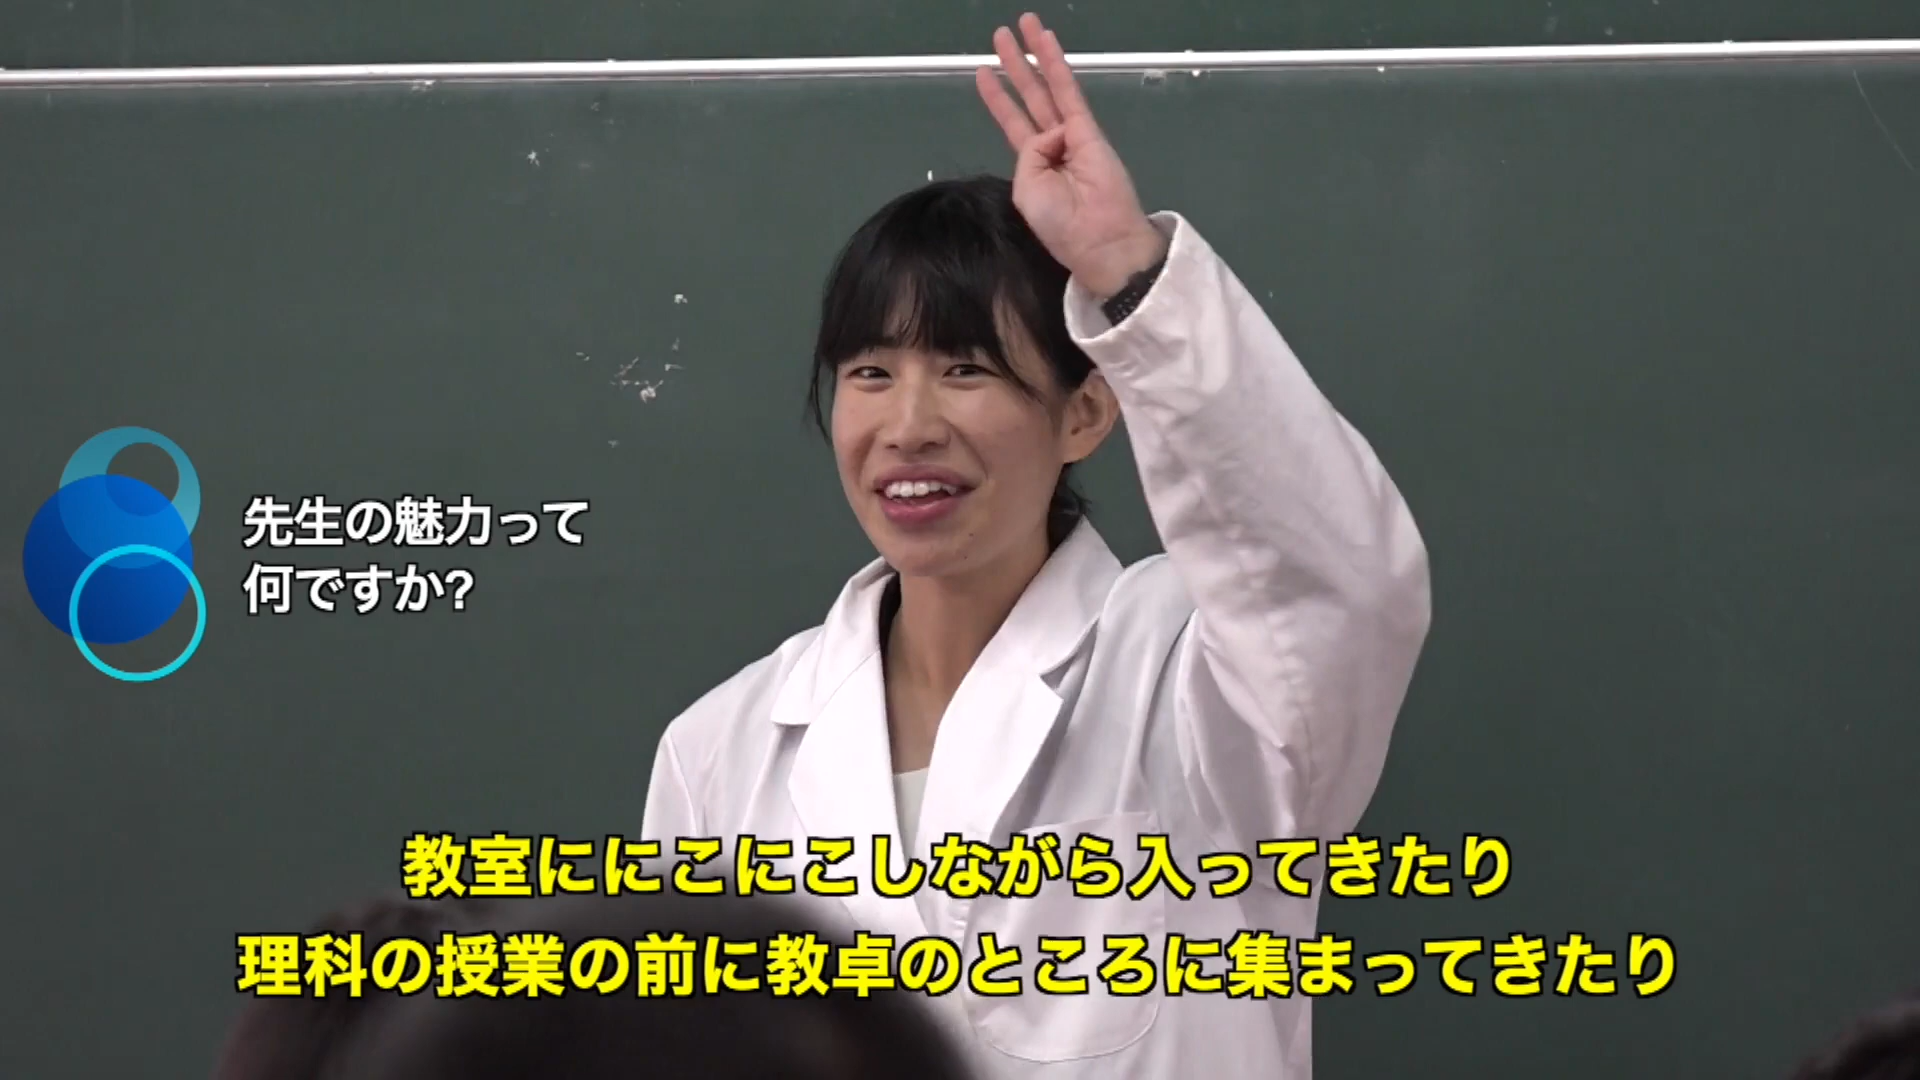 先生の魅力って
何ですか?
教室ににこにこしながら入ってきたり
理科の授業の前に教卓のところに集まってきたり